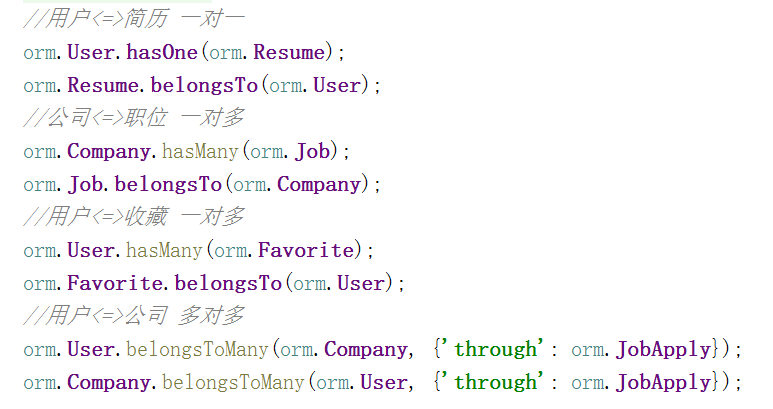 //用户<=>简历 一对一
orm.User.hasOne(orm.Resume);
orm.Resume.belongsTo(orm.User);
//公司<=>职位 一对多
orm.Company.hasMany(orm.Job);
orm.Job.belongsTo(orm.Company);
//用户<=>收藏 一对多
orm.User.hasMany(orm.Favorite);
orm.Favorite.belongsTo(orm.User);
//用户<=>公司 多对多
orm.User.belongsToMany(orm.Company, {'through': orm.JobApply});
orm.Company.belongsToMany(orm.User, {'through': orm.JobApply});